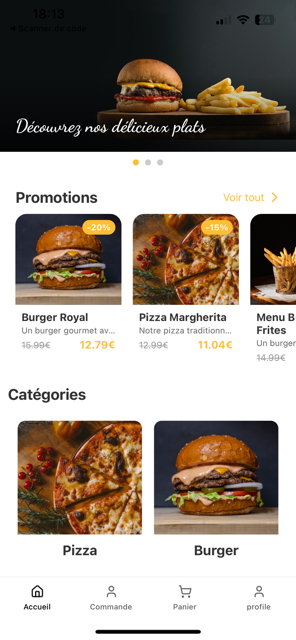 18:13
24
◀ Scanner de code
Découvrez nos délicieux plats
Promotions
Voir tout
-20%
-15%
Burger Royal
Un burger gourmet av...
15.99€
12.79€
Pizza Margherita
Notre pizza traditionn...
12.99€
11.04€
Menu B
Frites
Un burger
14.99€
Catégories
Pizza
Burger
Accueil
Commande
Panier
profile